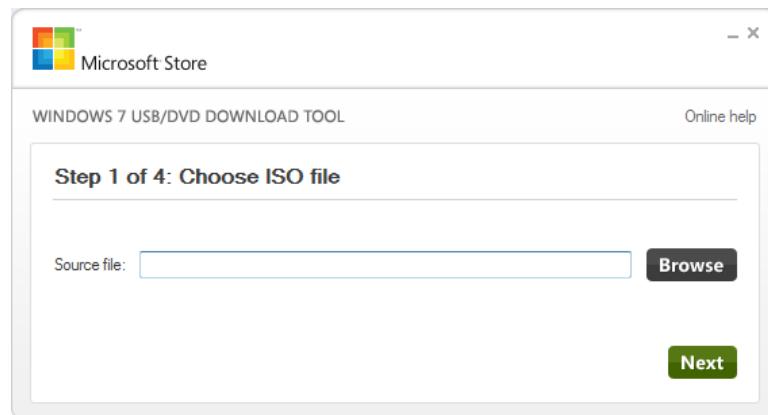 Microsoft Store
WINDOWS 7 USB/DVD DOWNLOAD TOOL
Online help
Step 1 of 4: Choose ISO file
Source file:
Browse
Next